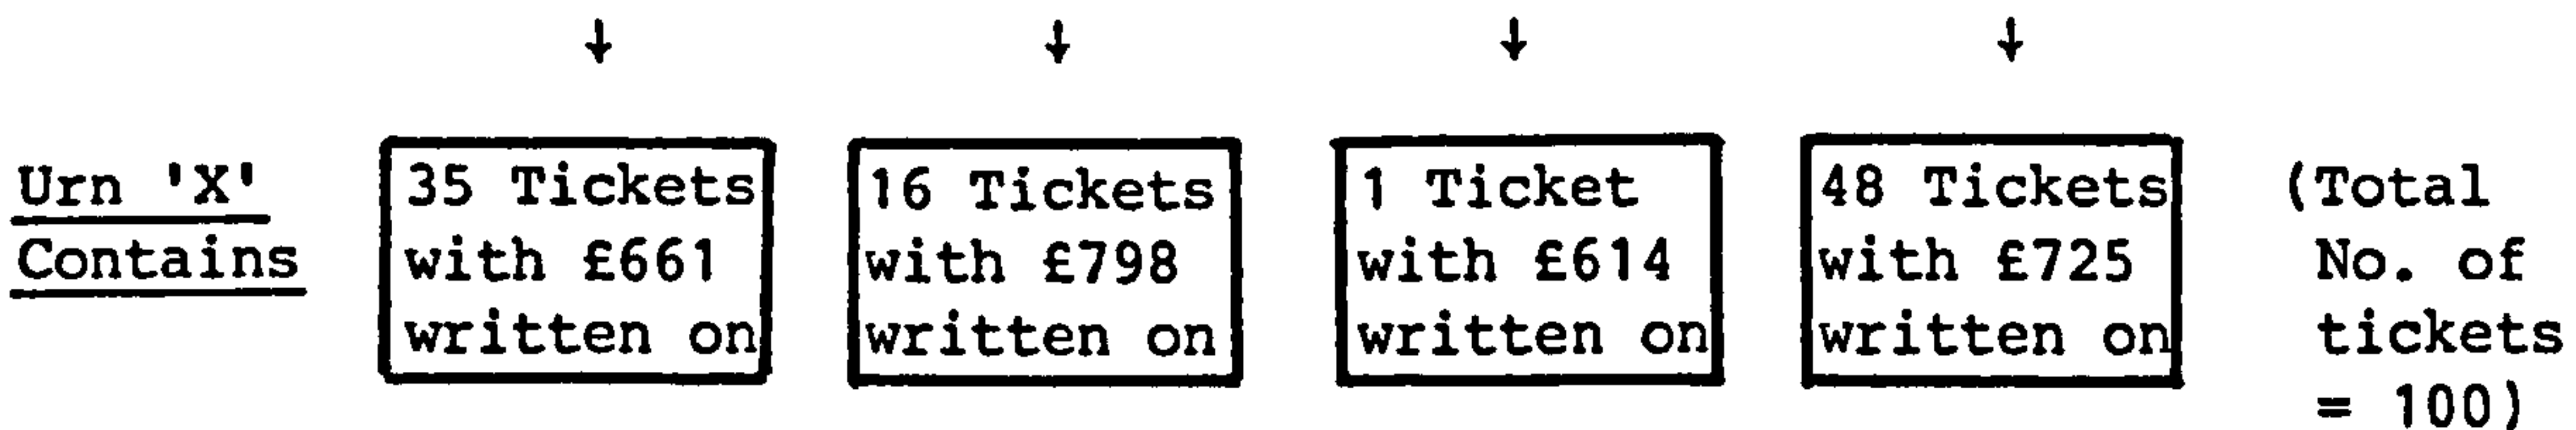 ↓ ↓ ↓ ↓
Urn 'X'
Contains
35 Tickets
with £661
written on
16 Tickets
with £798
written on
1 Ticket
with £614
written on
48 Tickets
with £725
written on
(Total
No. of
tickets
= 100)